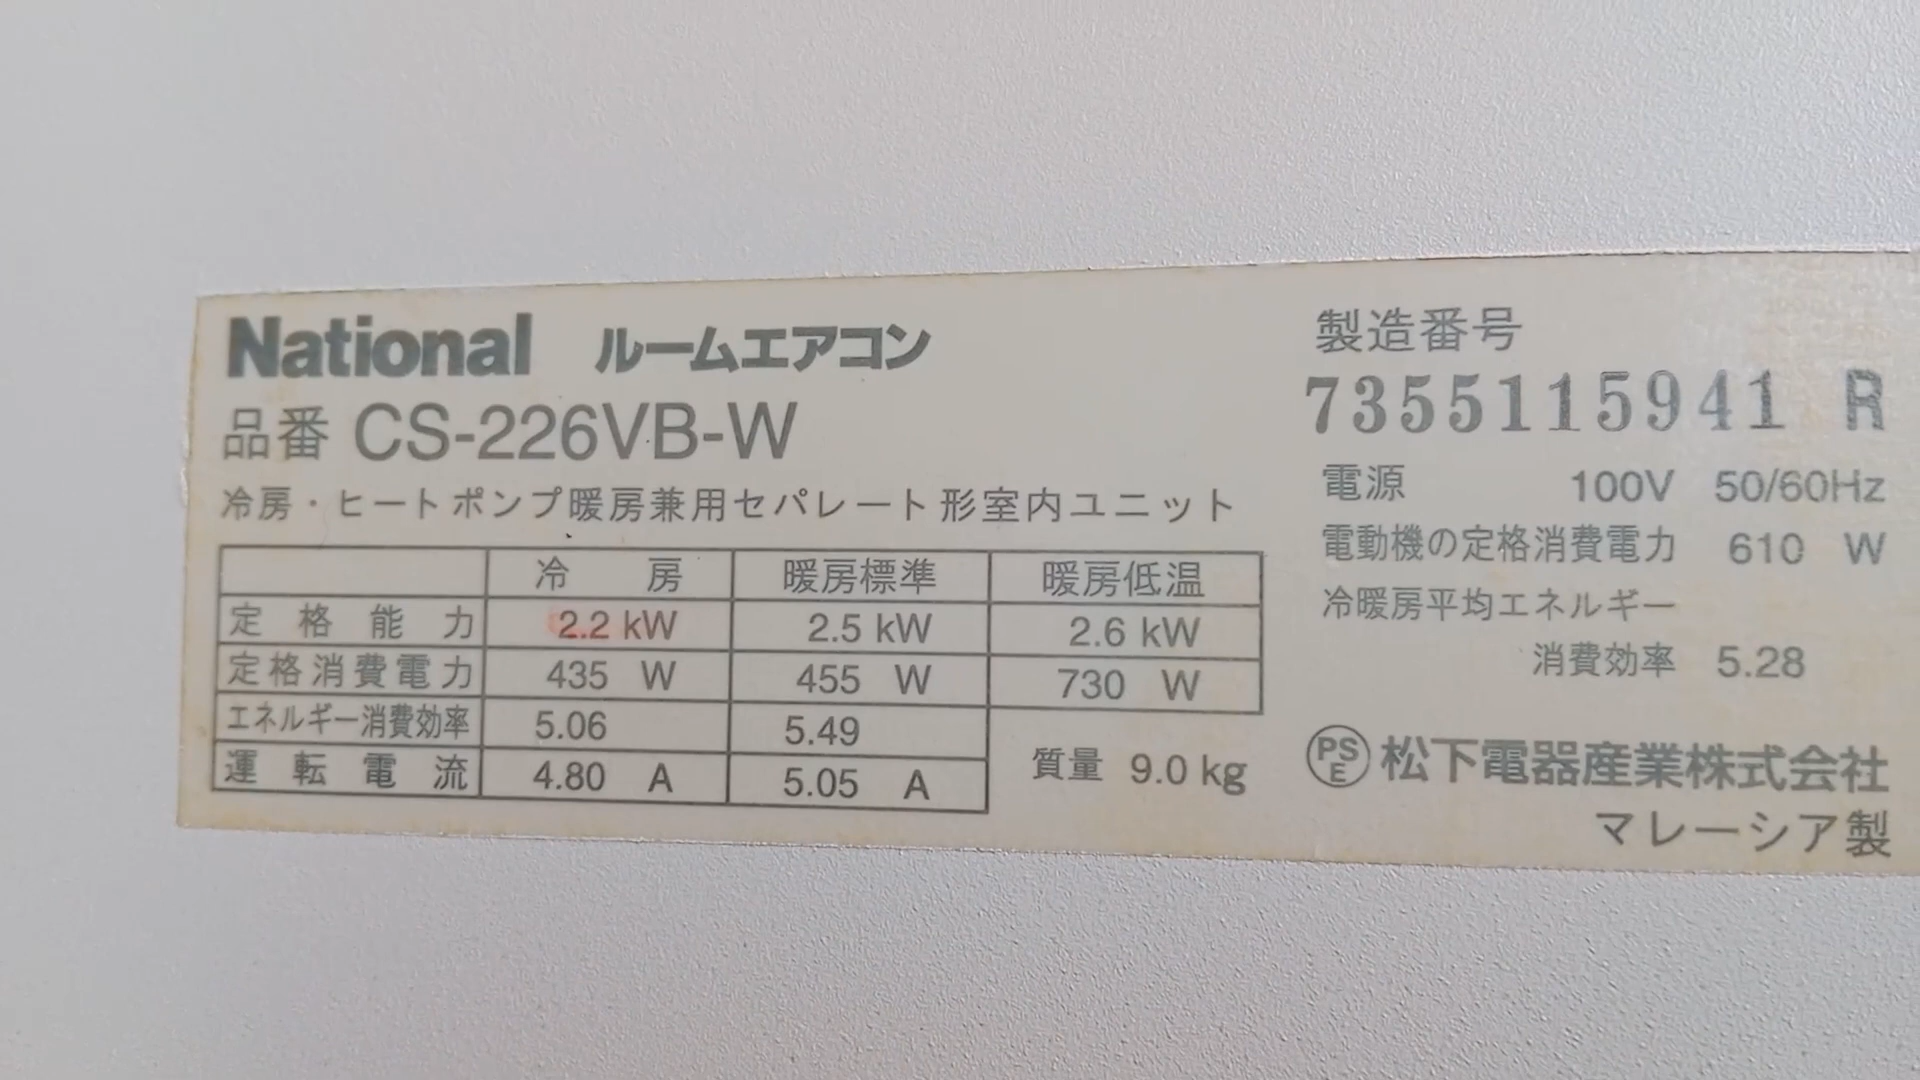 National ルームエアコン
品番 CS-226VB-W
冷房・ヒートポンプ暖房兼用セパレート形室内ユニット
冷房 暖房標準 暖房低温
定格能力 2.2 kW 2.5 kW 2.6 kW
定格消費電力 435 W 455 W 730 W
エネルギー消費効率 5.06 5.49
運転電流 4.80 A 5.05 A
質量 9.0 kg
製造番号
7355115941 R
電源 100V 50/60Hz
電動機の定格消費電力 610 W
冷暖房平均エネルギー
消費効率 5.28
PSE 松下電器産業株式会社
マレーシア製